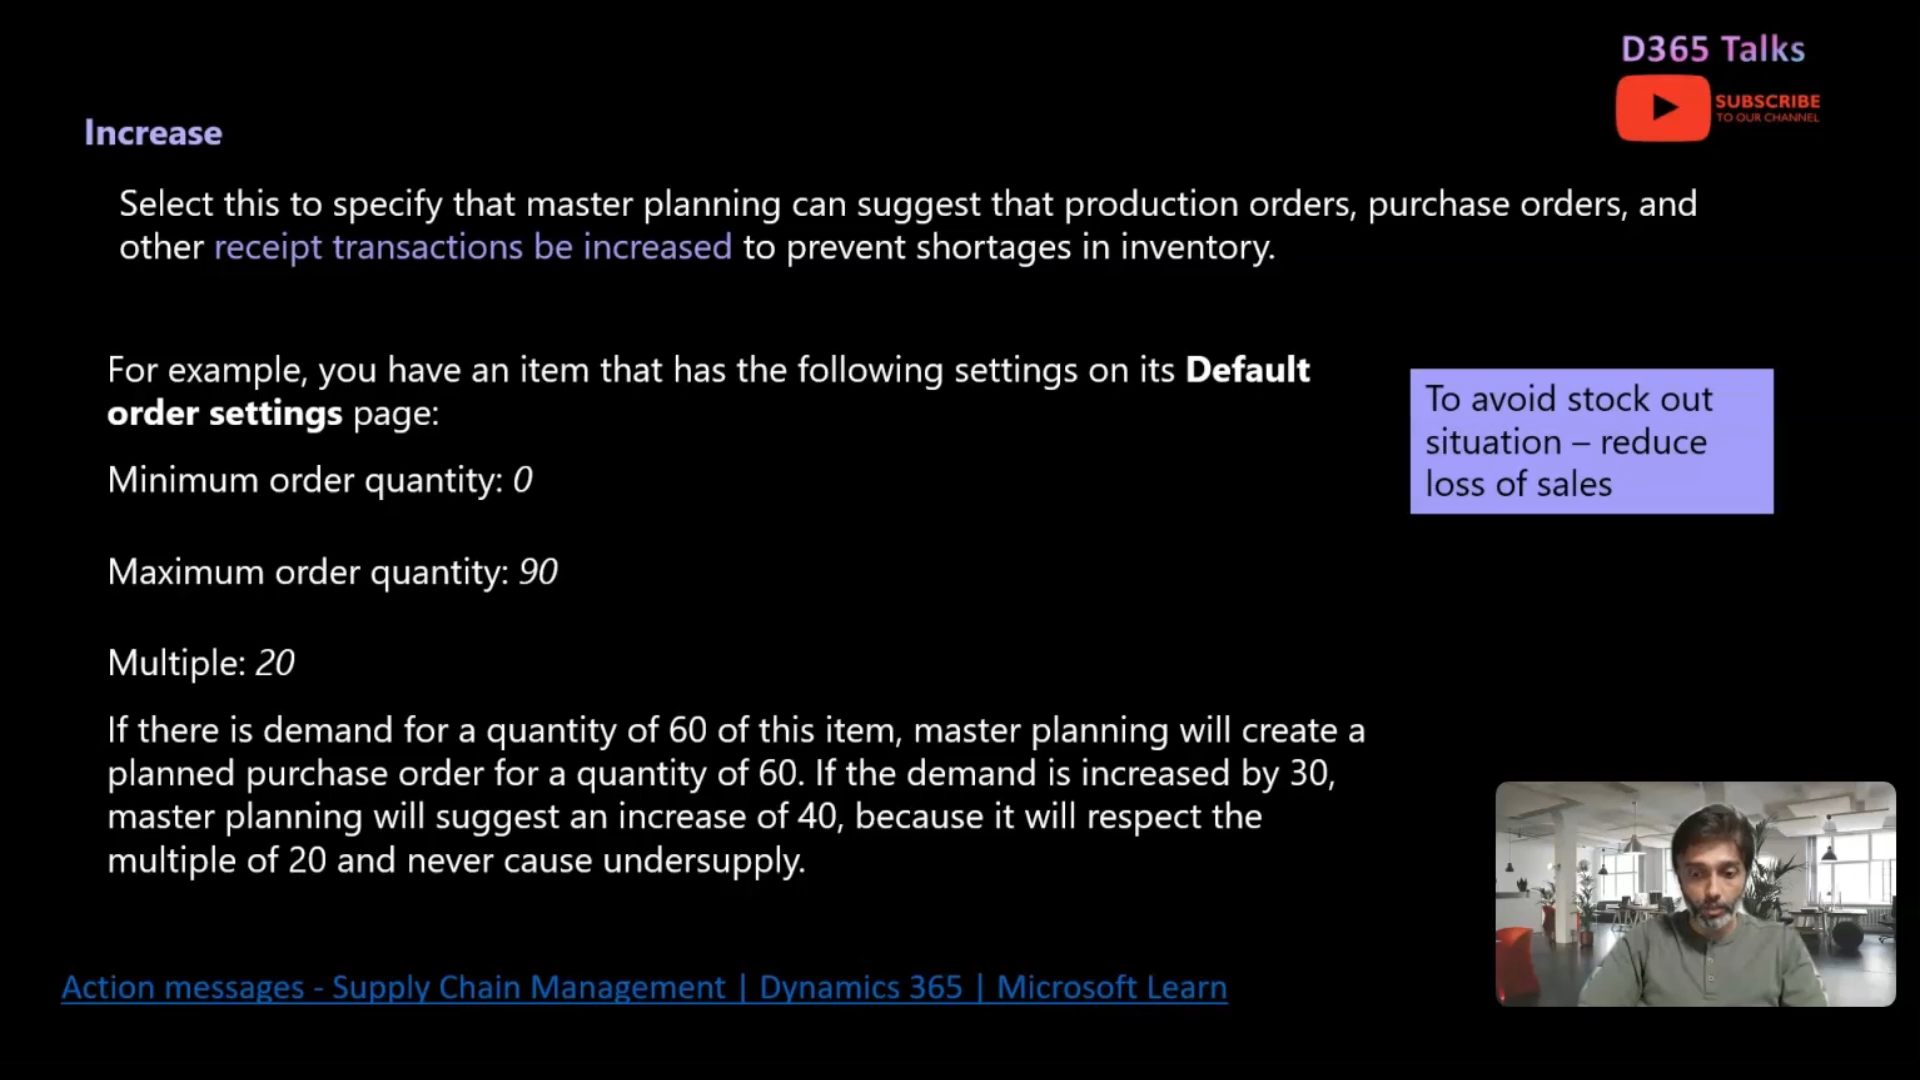 D365 Talks
SUBSCRIBE
TO OUR CHANNEL
Increase
Select this to specify that master planning can suggest that production orders, purchase orders, and
other receipt transactions be increased to prevent shortages in inventory.
For example, you have an item that has the following settings on its Default
order settings page:
Minimum order quantity: 0
Maximum order quantity: 90
Multiple: 20
If there is demand for a quantity of 60 of this item, master planning will create a
planned purchase order for a quantity of 60. If the demand is increased by 30,
master planning will suggest an increase of 40, because it will respect the
multiple of 20 and never cause undersupply.
To avoid stock out
situation – reduce
loss of sales
Action messages - Supply Chain Management | Dynamics 365 | Microsoft Learn